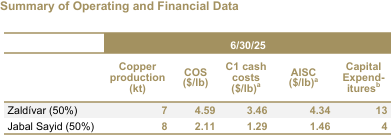 Summary of Operating and Financial Data
6/30/25
Copper production (kt) COS ($/lb) C1 cash costs ($/lb)a AISC ($/lb)a Capital Expend-ituresb
Zaldívar (50%) 7 4.59 3.46 4.34 13
Jabal Sayid (50%) 8 2.11 1.29 1.46 4